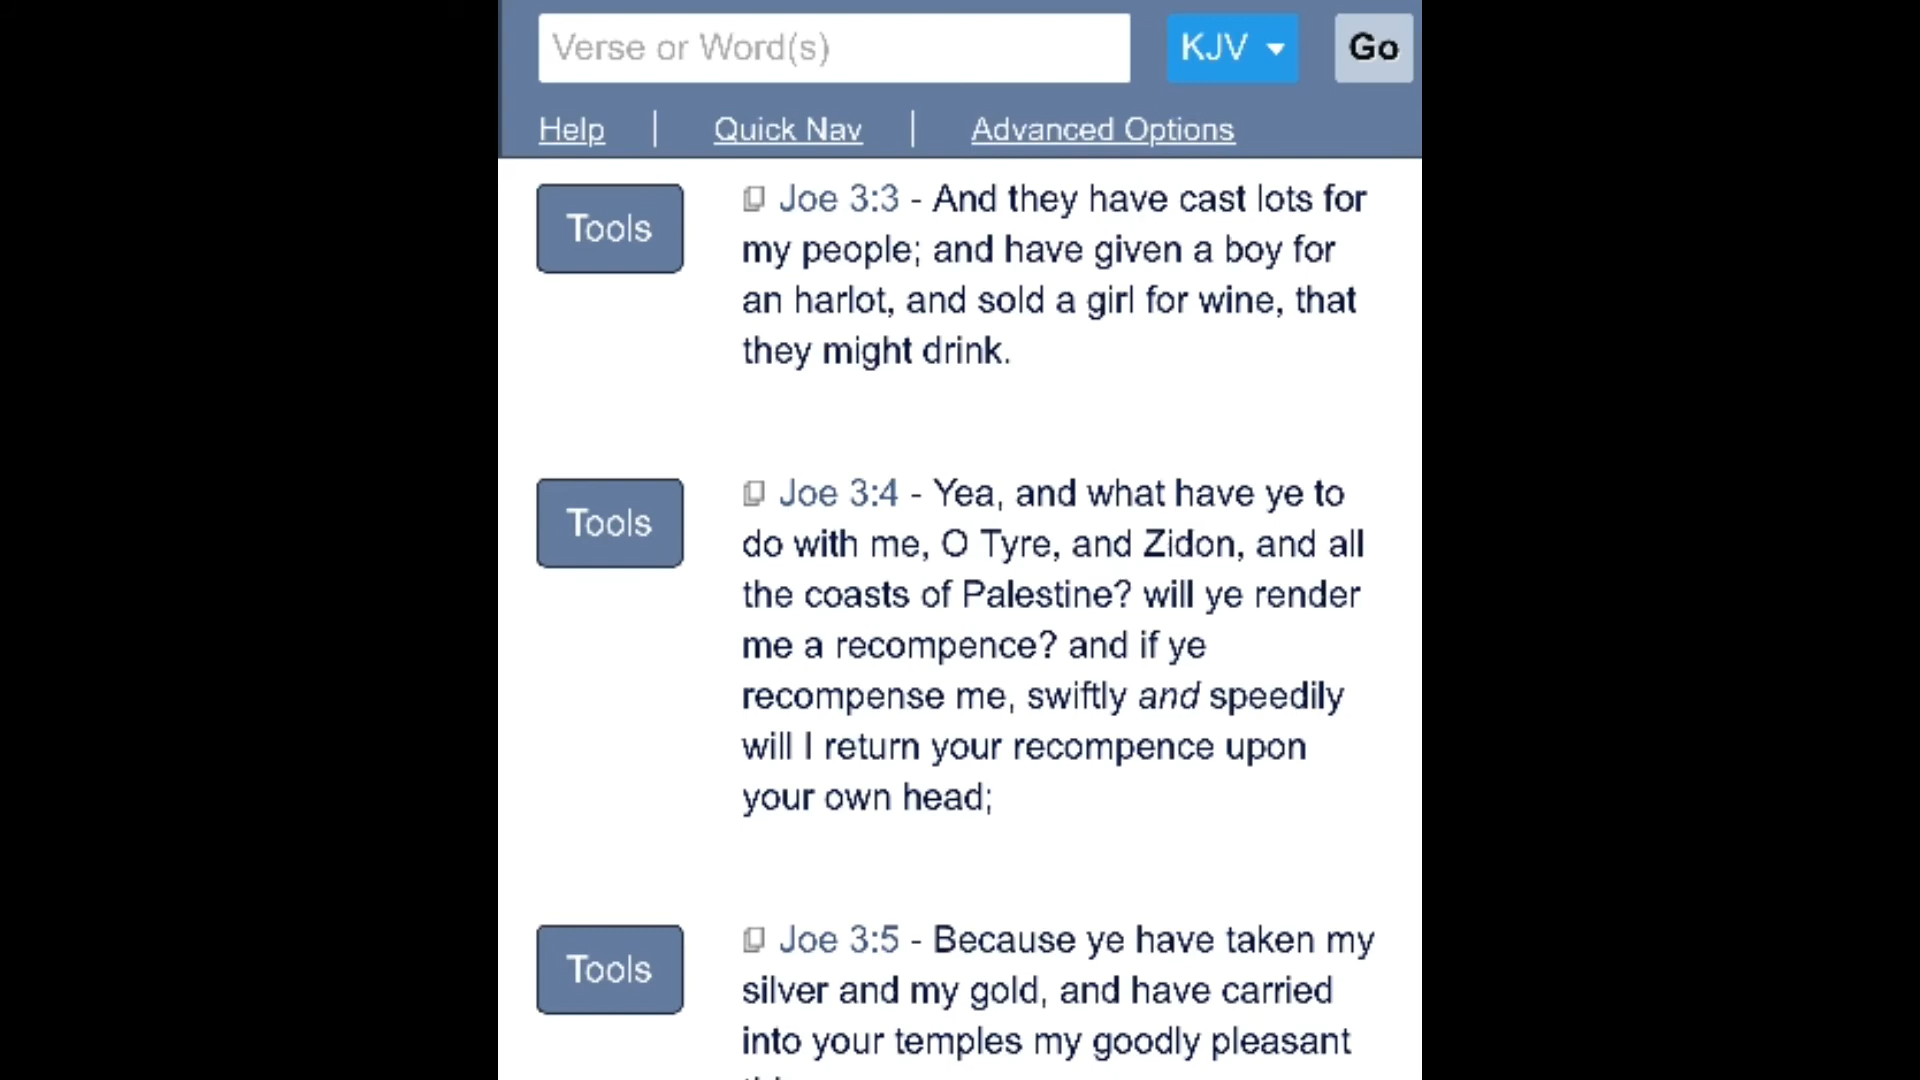 Verse or Word(s)
KJV
Go
Help | Quick Nav | Advanced Options
Tools
Joe 3:3 - And they have cast lots for
my people; and have given a boy for
an harlot, and sold a girl for wine, that
they might drink.
Tools
Joe 3:4 - Yea, and what have ye to
do with me, O Tyre, and Zidon, and all
the coasts of Palestine? will ye render
me a recompence? and if ye
recompense me, swiftly and speedily
will I return your recompence upon
your own head;
Tools
Joe 3:5 - Because ye have taken my
silver and my gold, and have carried
into your temples my goodly pleasant